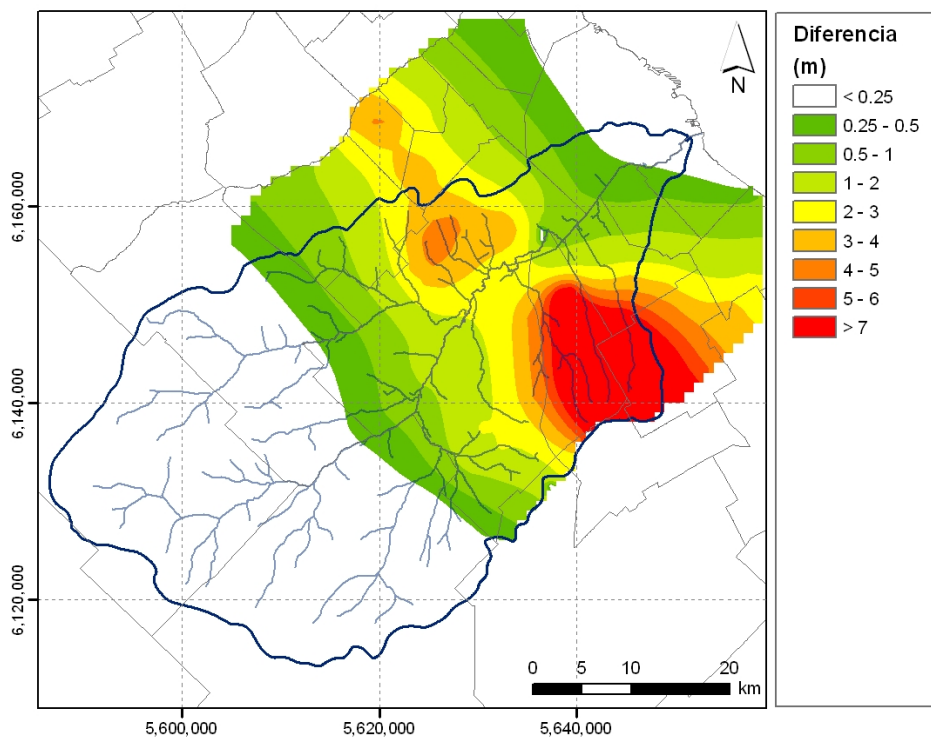 N
Diferencia
(m)
< 0.25
0.25 - 0.5
0.5 - 1
1 - 2
2 - 3
3 - 4
4 - 5
5 - 6
> 7
6,160,000
6,140,000
6,120,000
0 5 10 20
km
5,600,000 5,620,000 5,640,000